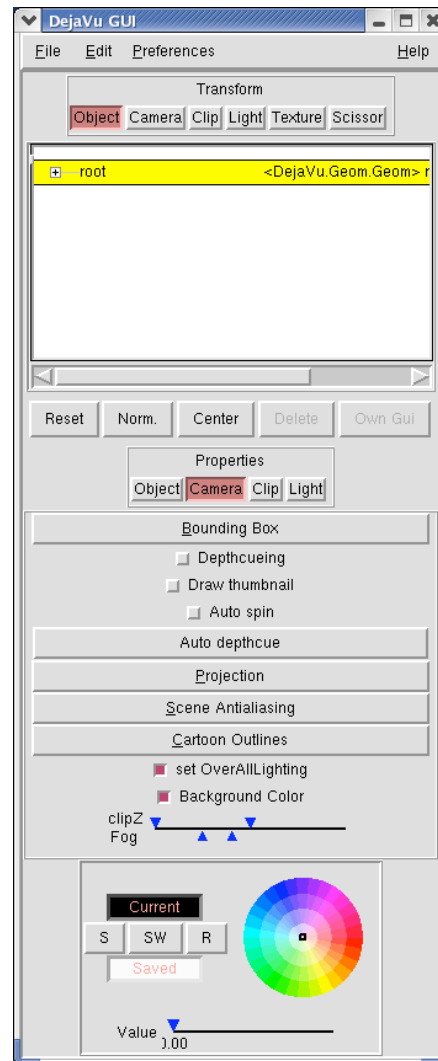 DejaVu GUI
File Edit Preferences Help
Transform
Object Camera Clip Light Texture Scissor
root <DejaVu.Geom.Geom> r
Reset Norm. Center Delete Own Gui
Properties
Object Camera Clip Light
Bounding Box
Depthcueing
Draw thumbnail
Auto spin
Auto depthcue
Projection
Scene Antialiasing
Cartoon Outlines
set OverAllLighting
Background Color
clipZ
Fog
Current
S SW R
Saved
Value
0.00